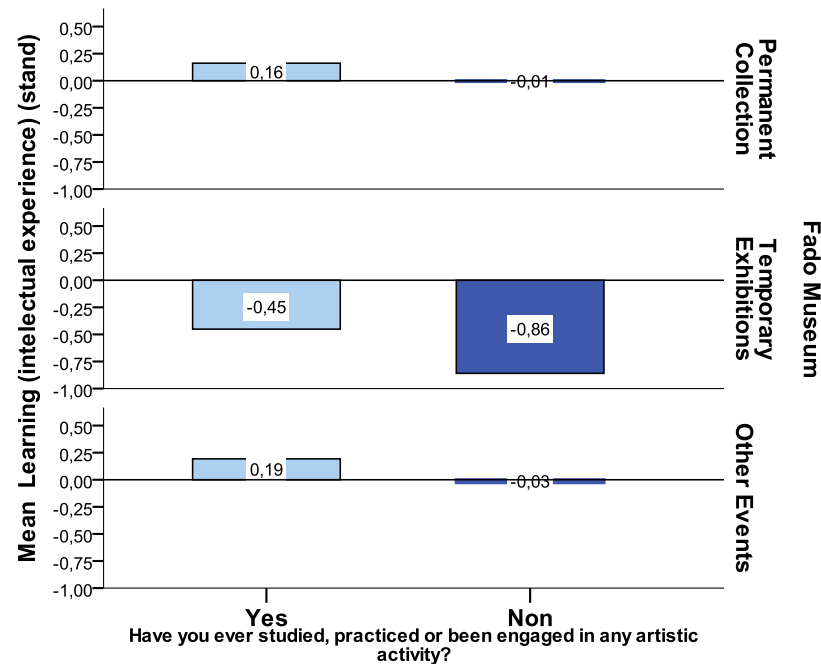 Mean Learning (intelectual experience) (stand)
0,50
0,25
0,00
-0,25
-0,50
-0,75
-1,00
0,16
-0,01
Permanent
Collection
0,50
0,25
0,00
-0,25
-0,50
-0,75
-1,00
-0,45
-0,86
Temporary
Exhibitions
0,50
0,25
0,00
-0,25
-0,50
-0,75
-1,00
0,19
-0,03
Other Events
Fado Museum
Yes
Non
Have you ever studied, practiced or been engaged in any artistic
activity?